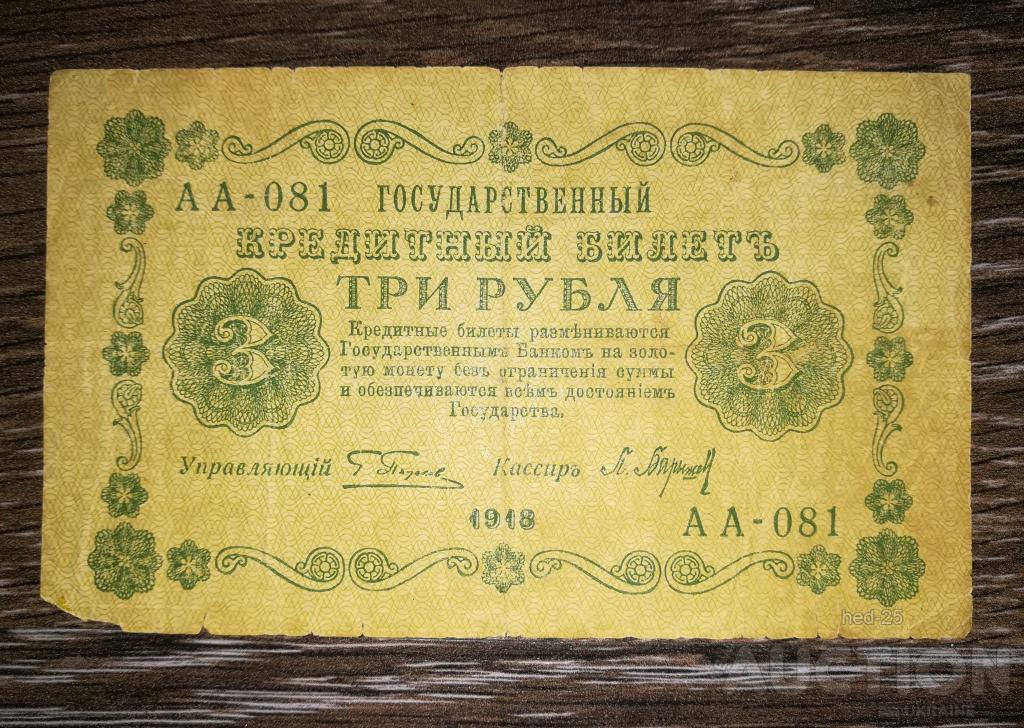 АА-081 ГОСУДАРСТВЕННЫЙ
КРЕДИТНЫЙ БИЛЕТЪ
ТРИ РУБЛЯ
3 3
Кредитные билеты размѣниваются
Государственнымъ Банкомъ на золо-
тую монету безъ ограниченія суммы
и обезпечиваются всѣмъ достояніемъ
Государства.
Управляющій Кассиръ
1918
АА-081
hed-25
AUCTION
UKRAINE